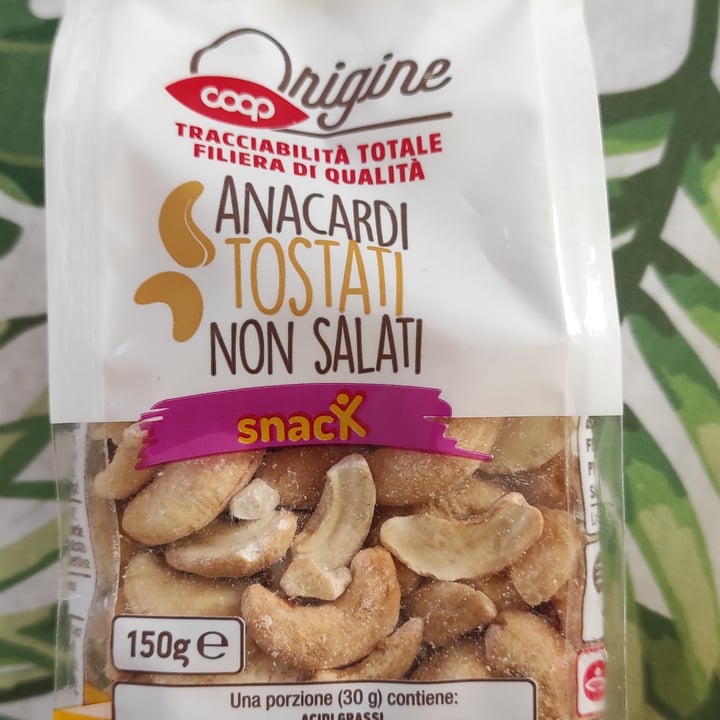 coop Origine
TRACCIABILITÀ TOTALE
FILIERA DI QUALITÀ
ANACARDI
TOSTATI
NON SALATI
snack
150g e
Una porzione (30 g) contiene:
ACIDI GRASSI